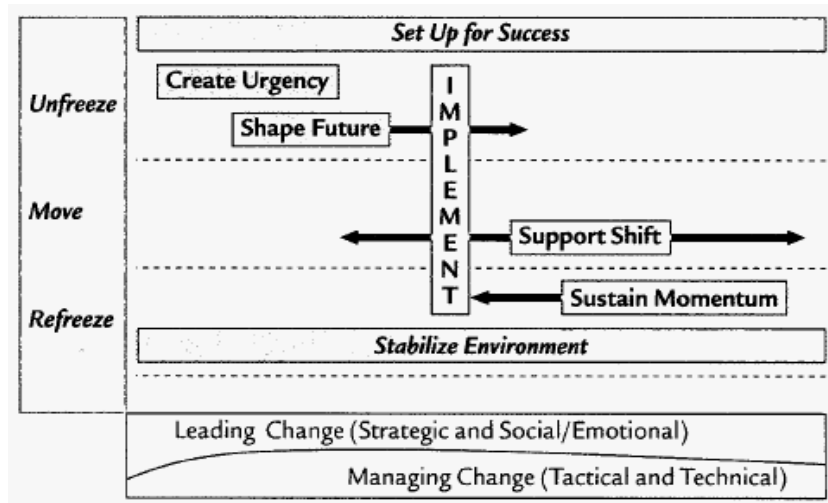 Set Up for Success
Create Urgency
Unfreeze
Shape Future
IMPLEMENT
Move
Support Shift
Sustain Momentum
Refreeze
Stabilize Environment
Leading Change (Strategic and Social/Emotional)
Managing Change (Tactical and Technical)